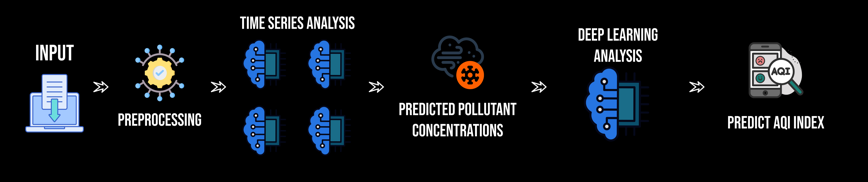 INPUT
PREPROCESSING
TIME SERIES ANALYSIS
PREDICTED POLLUTANT
CONCENTRATIONS
DEEP LEARNING
ANALYSIS
AQI
PREDICT AQI INDEX